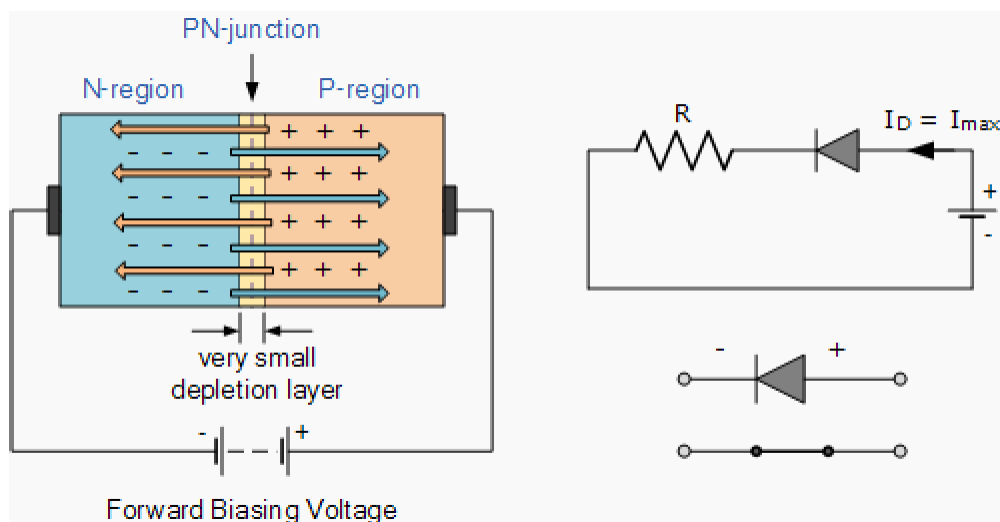 PN-junction
N-region
P-region
+ + +
- - -
+ + +
- - -
+ + +
- - -
+ + +
- - -
very small
depletion layer
- +
Forward Biasing Voltage
R
I_D = I_max
+
-
- +